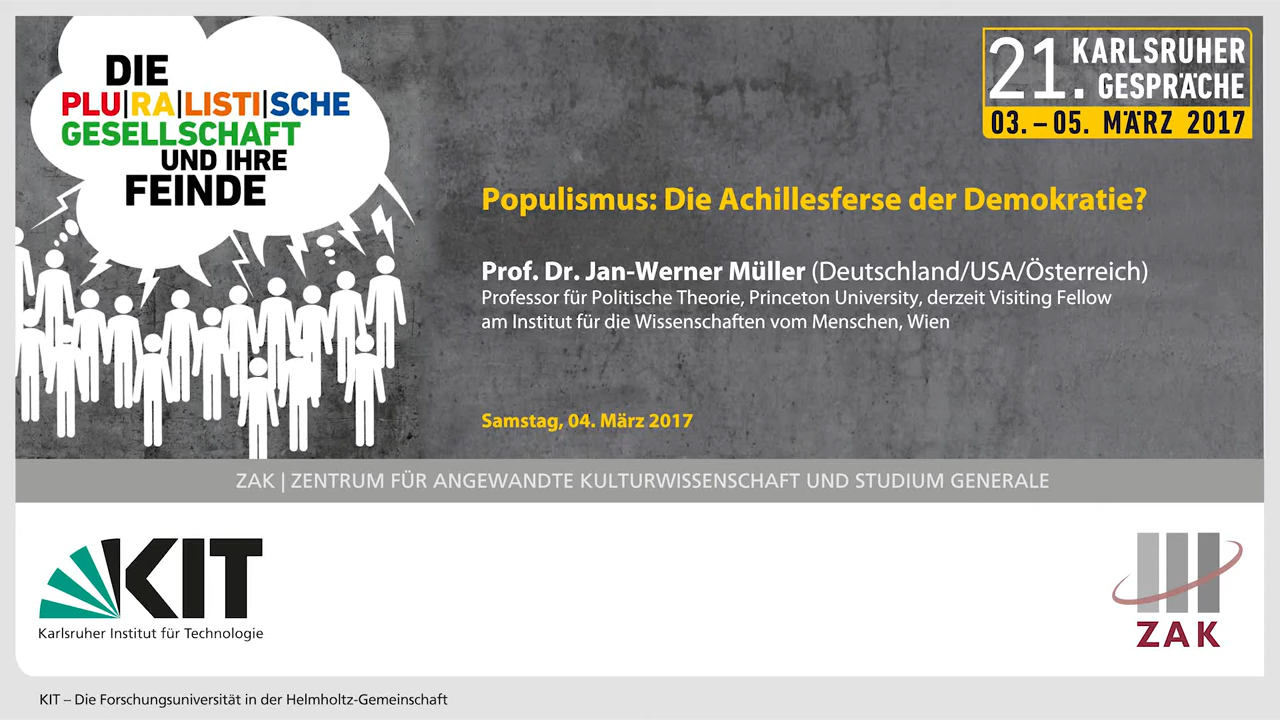 DIE
PLU|RA|LISTI|SCHE
GESELLSCHAFT
UND IHRE
FEINDE
21. KARLSRUHER
GESPRÄCHE
03. – 05. MÄRZ 2017
Populismus: Die Achillesferse der Demokratie?
Prof. Dr. Jan-Werner Müller (Deutschland/USA/Österreich)
Professor für Politische Theorie, Princeton University, derzeit Visiting Fellow
am Institut für die Wissenschaften vom Menschen, Wien
Samstag, 04. März 2017
ZAK | ZENTRUM FÜR ANGEWANDTE KULTURWISSENSCHAFT UND STUDIUM GENERALE
KIT
Karlsruher Institut für Technologie
ZAK
KIT – Die Forschungsuniversität in der Helmholtz-Gemeinschaft